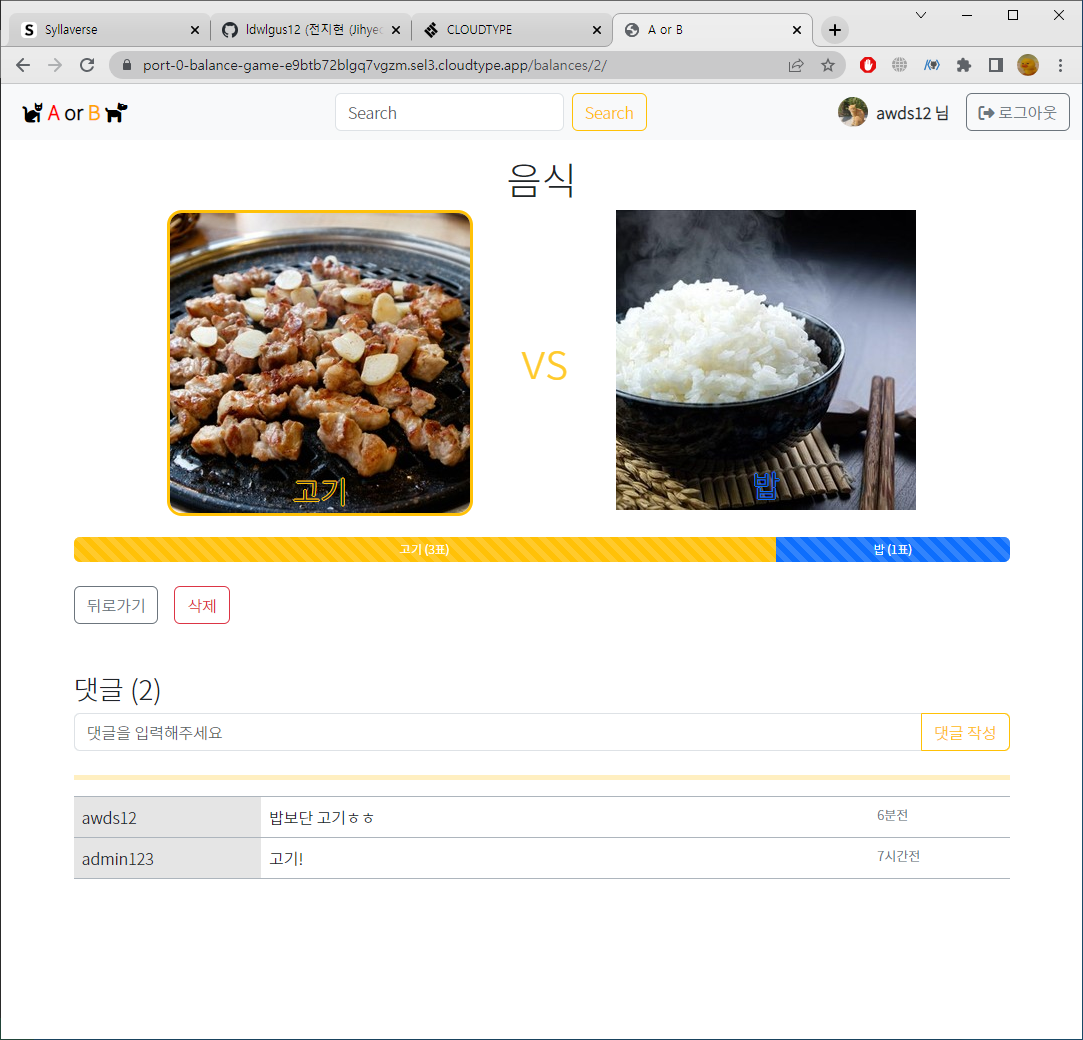 Syllaverse
ldwlgus12 (전지현 (Jihyeo
CLOUDTYPE
A or B
port-0-balance-game-e9btb72blgq7vgzm.sel3.cloudtype.app/balances/2/
A or B
Search
Search
awds12 님
로그아웃
음식
고기
VS
밥
고기 (3표)
밥 (1표)
뒤로가기
삭제
댓글 (2)
댓글을 입력해주세요
댓글 작성
awds12
밥보단 고기ㅎㅎ
6분전
admin123
고기!
7시간전